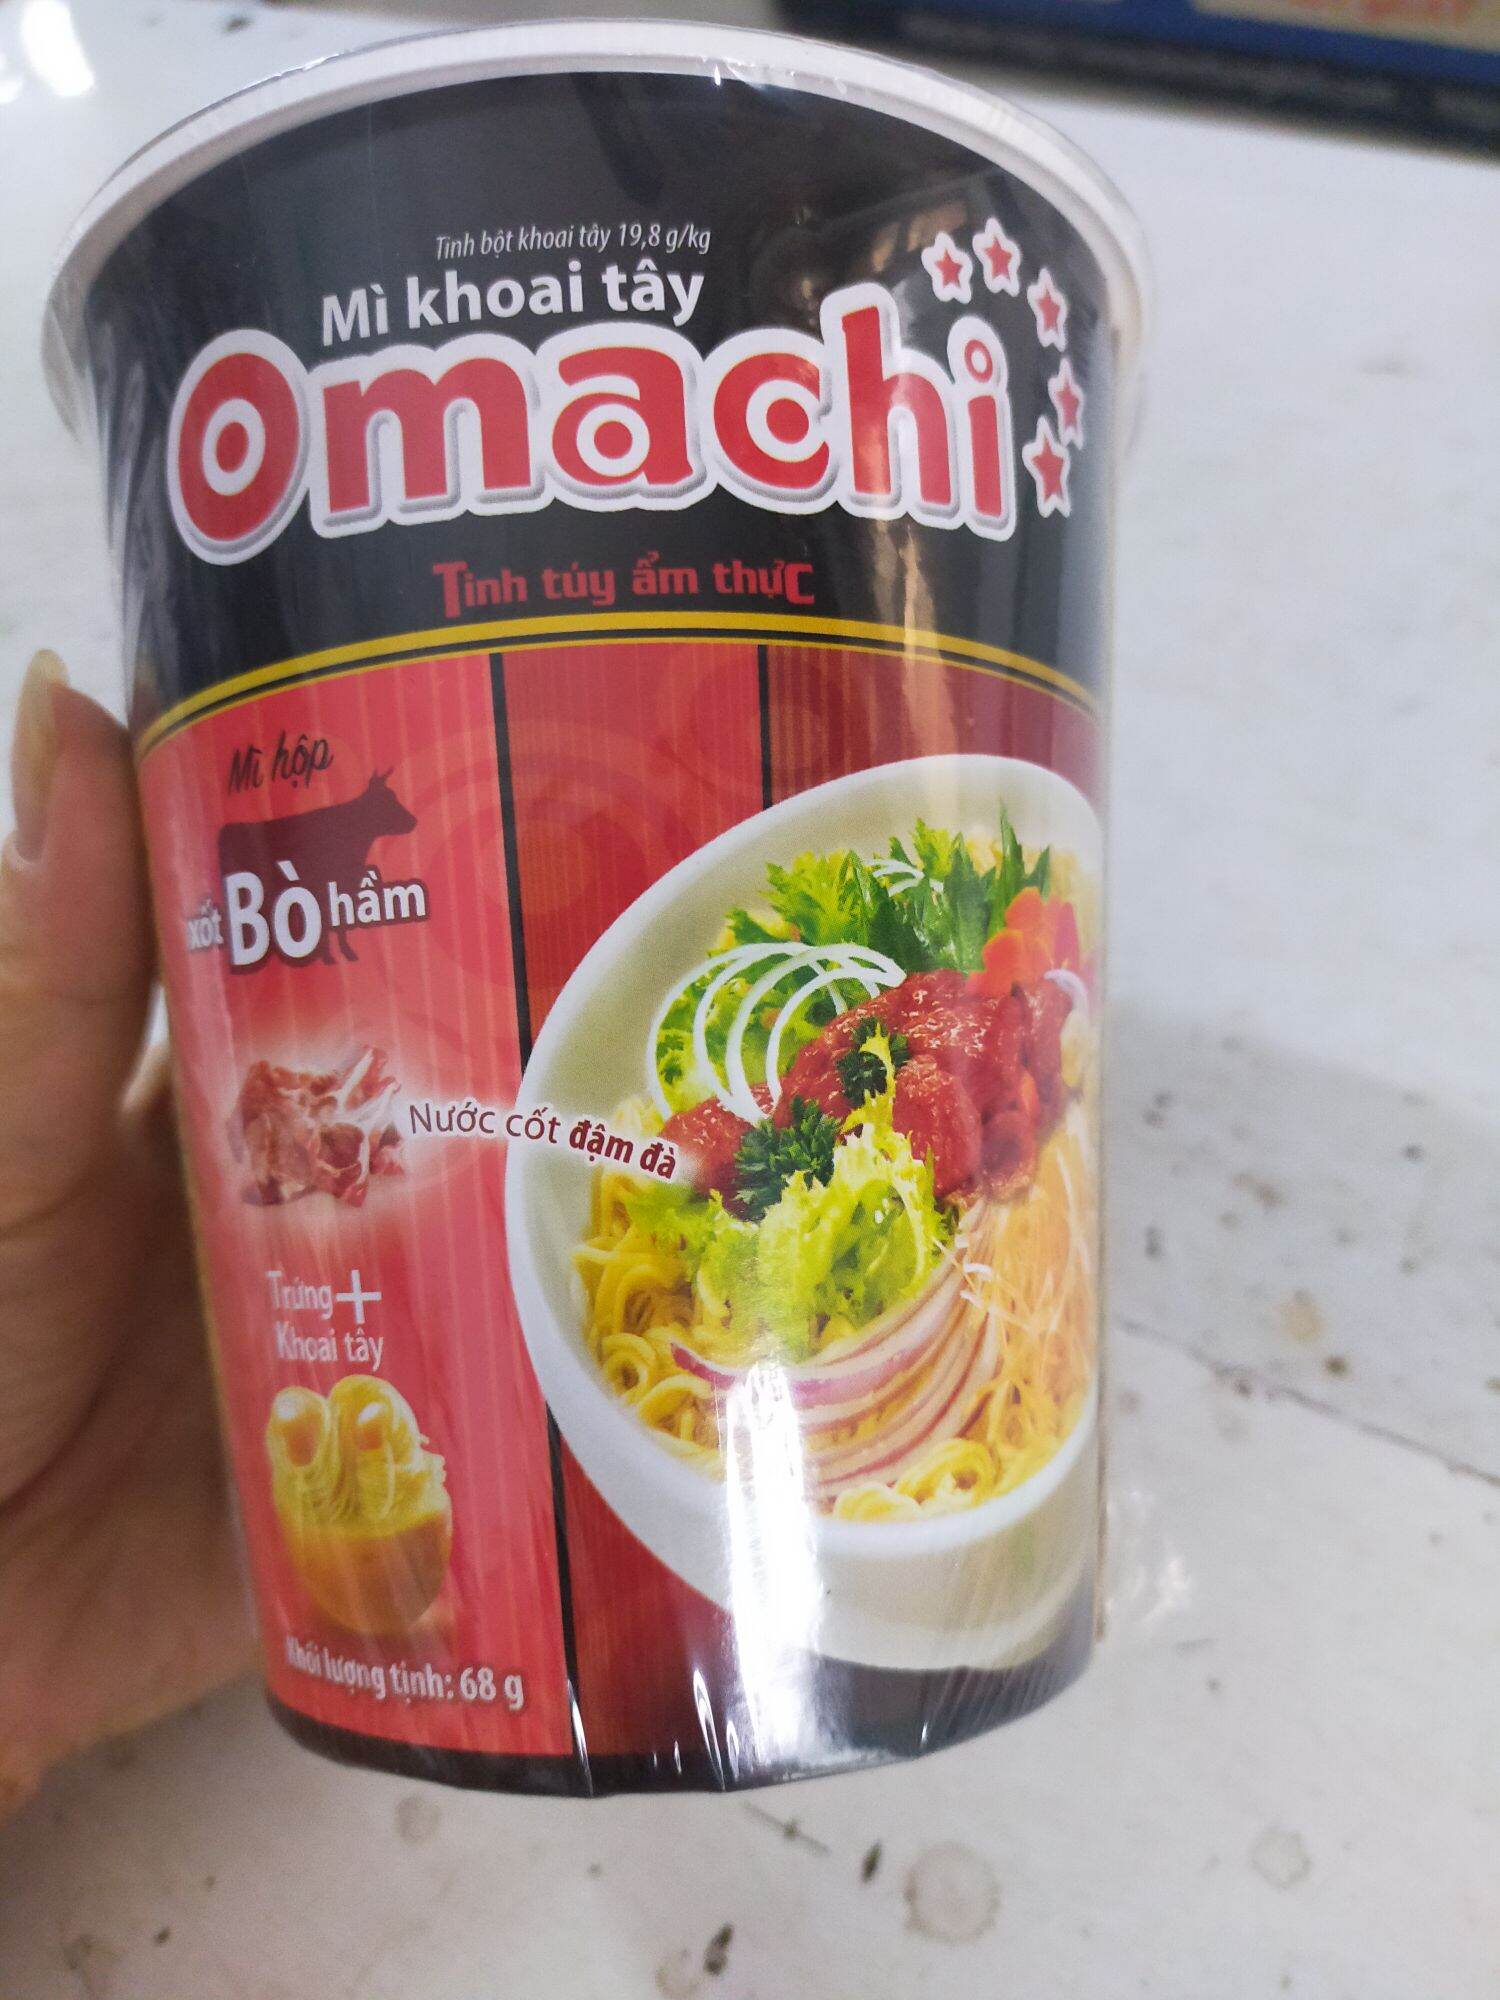 Tinh bột khoai tây 19,8 g/kg
Mì khoai tây
Omachi
Tinh túy ẩm thực
Mì hộp
xốt Bò hầm
Nước cốt đậm đà
Trứng+
Khoai tây
Khối lượng tịnh: 68 g